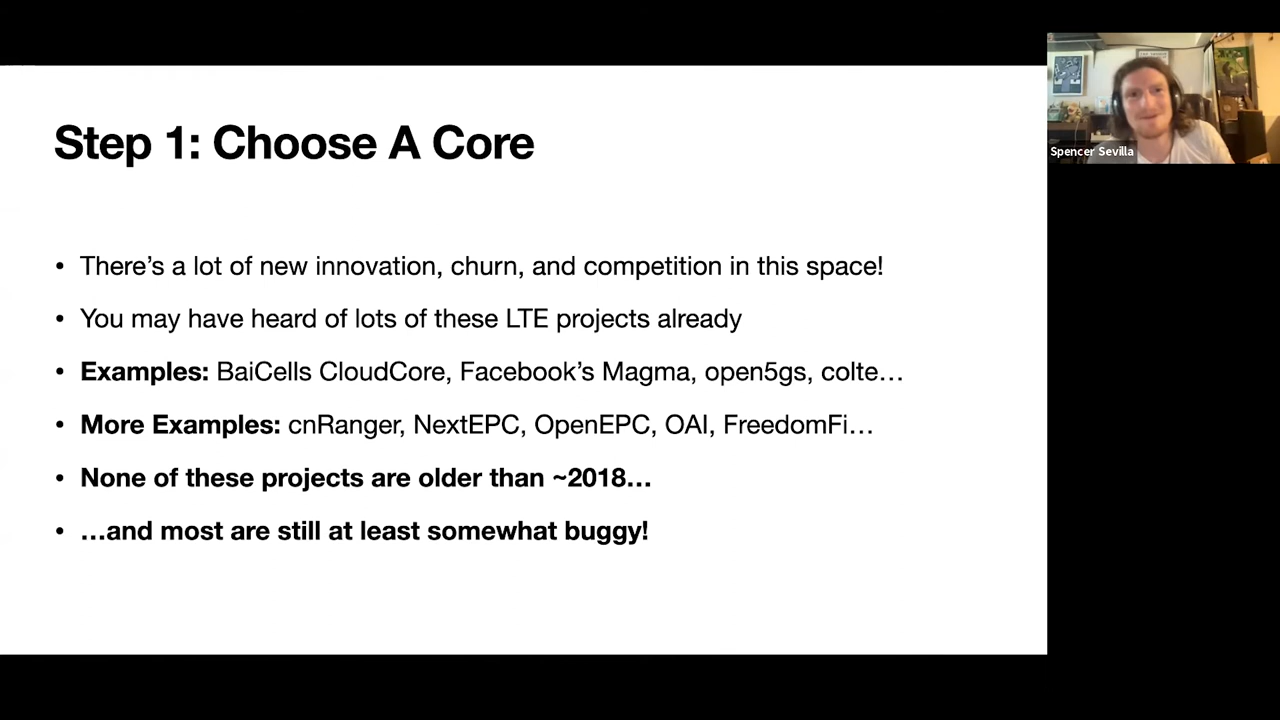 Step 1: Choose A Core
• There’s a lot of new innovation, churn, and competition in this space!
• You may have heard of lots of these LTE projects already
• Examples: BaiCells CloudCore, Facebook’s Magma, open5gs, colte…
• More Examples: cnRanger, NextEPC, OpenEPC, OAI, FreedomFi…
• None of these projects are older than ~2018…
• …and most are still at least somewhat buggy!
Spencer Sevilla